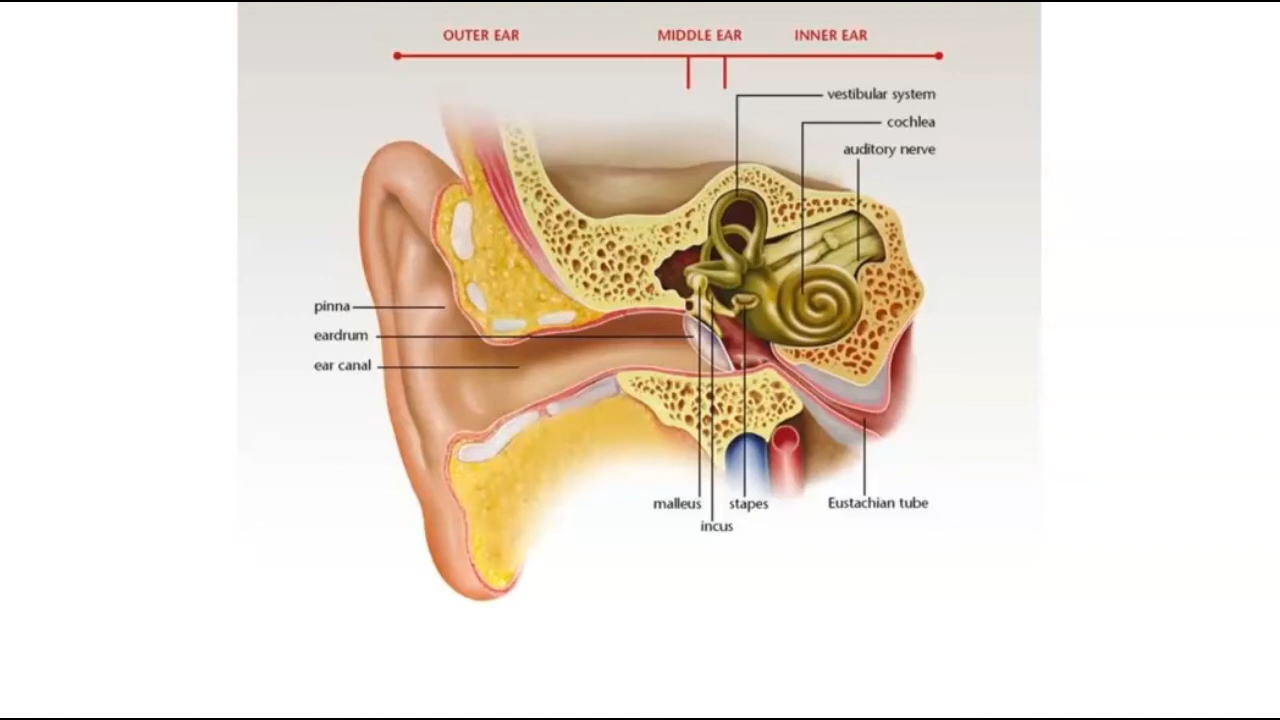 OUTER EAR
MIDDLE EAR
INNER EAR
vestibular system
cochlea
auditory nerve
pinna
eardrum
ear canal
malleus
stapes
Eustachian tube
incus